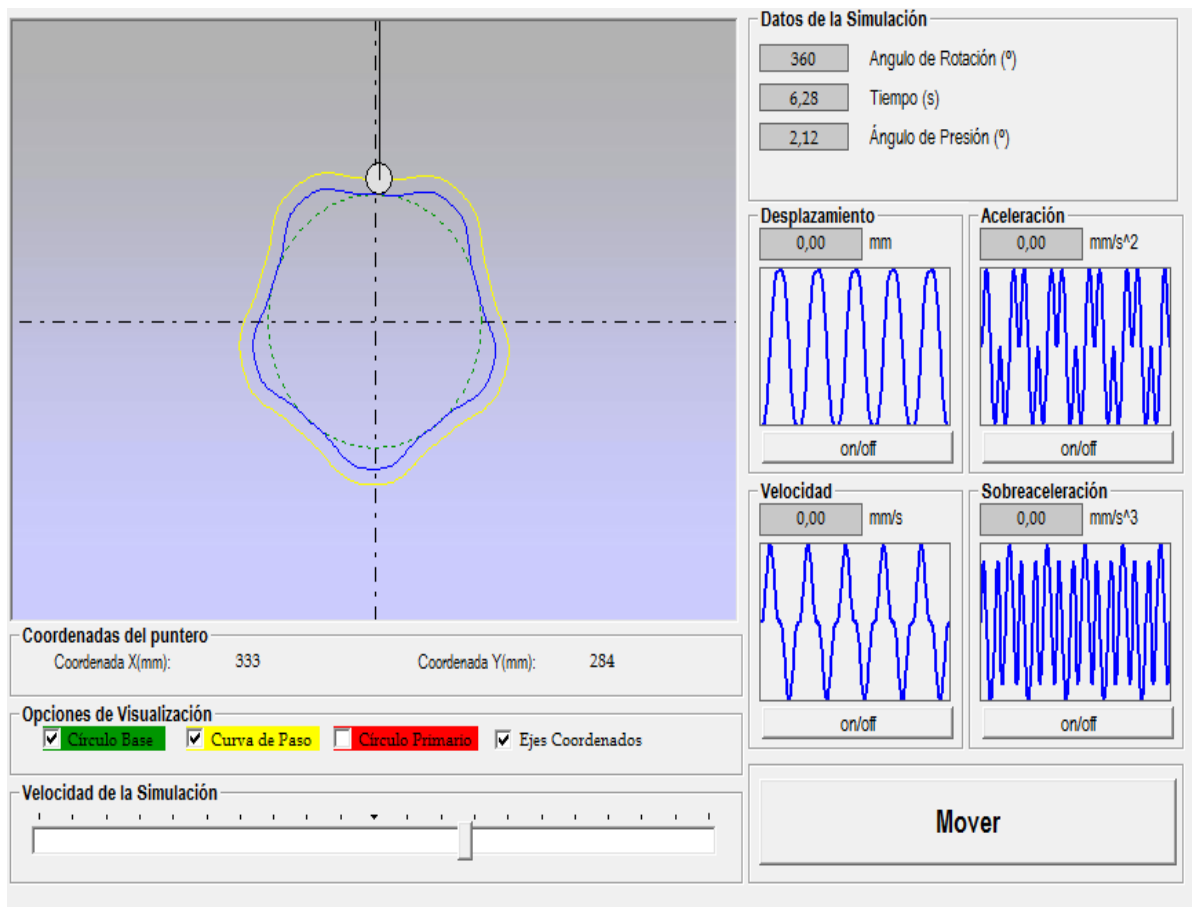 Datos de la Simulación
360 Angulo de Rotación (º)
6,28 Tiempo (s)
2,12 Ángulo de Presión (º)
Desplazamiento
0,00 mm
on/off
Aceleración
0,00 mm/s^2
on/off
Velocidad
0,00 mm/s
on/off
Sobreaceleración
0,00 mm/s^3
on/off
Coordenadas del puntero
Coordenada X(mm): 333 Coordenada Y(mm): 284
Opciones de Visualización
Círculo Base Curva de Paso Círculo Primario Ejes Coordenados
Velocidad de la Simulación
Mover